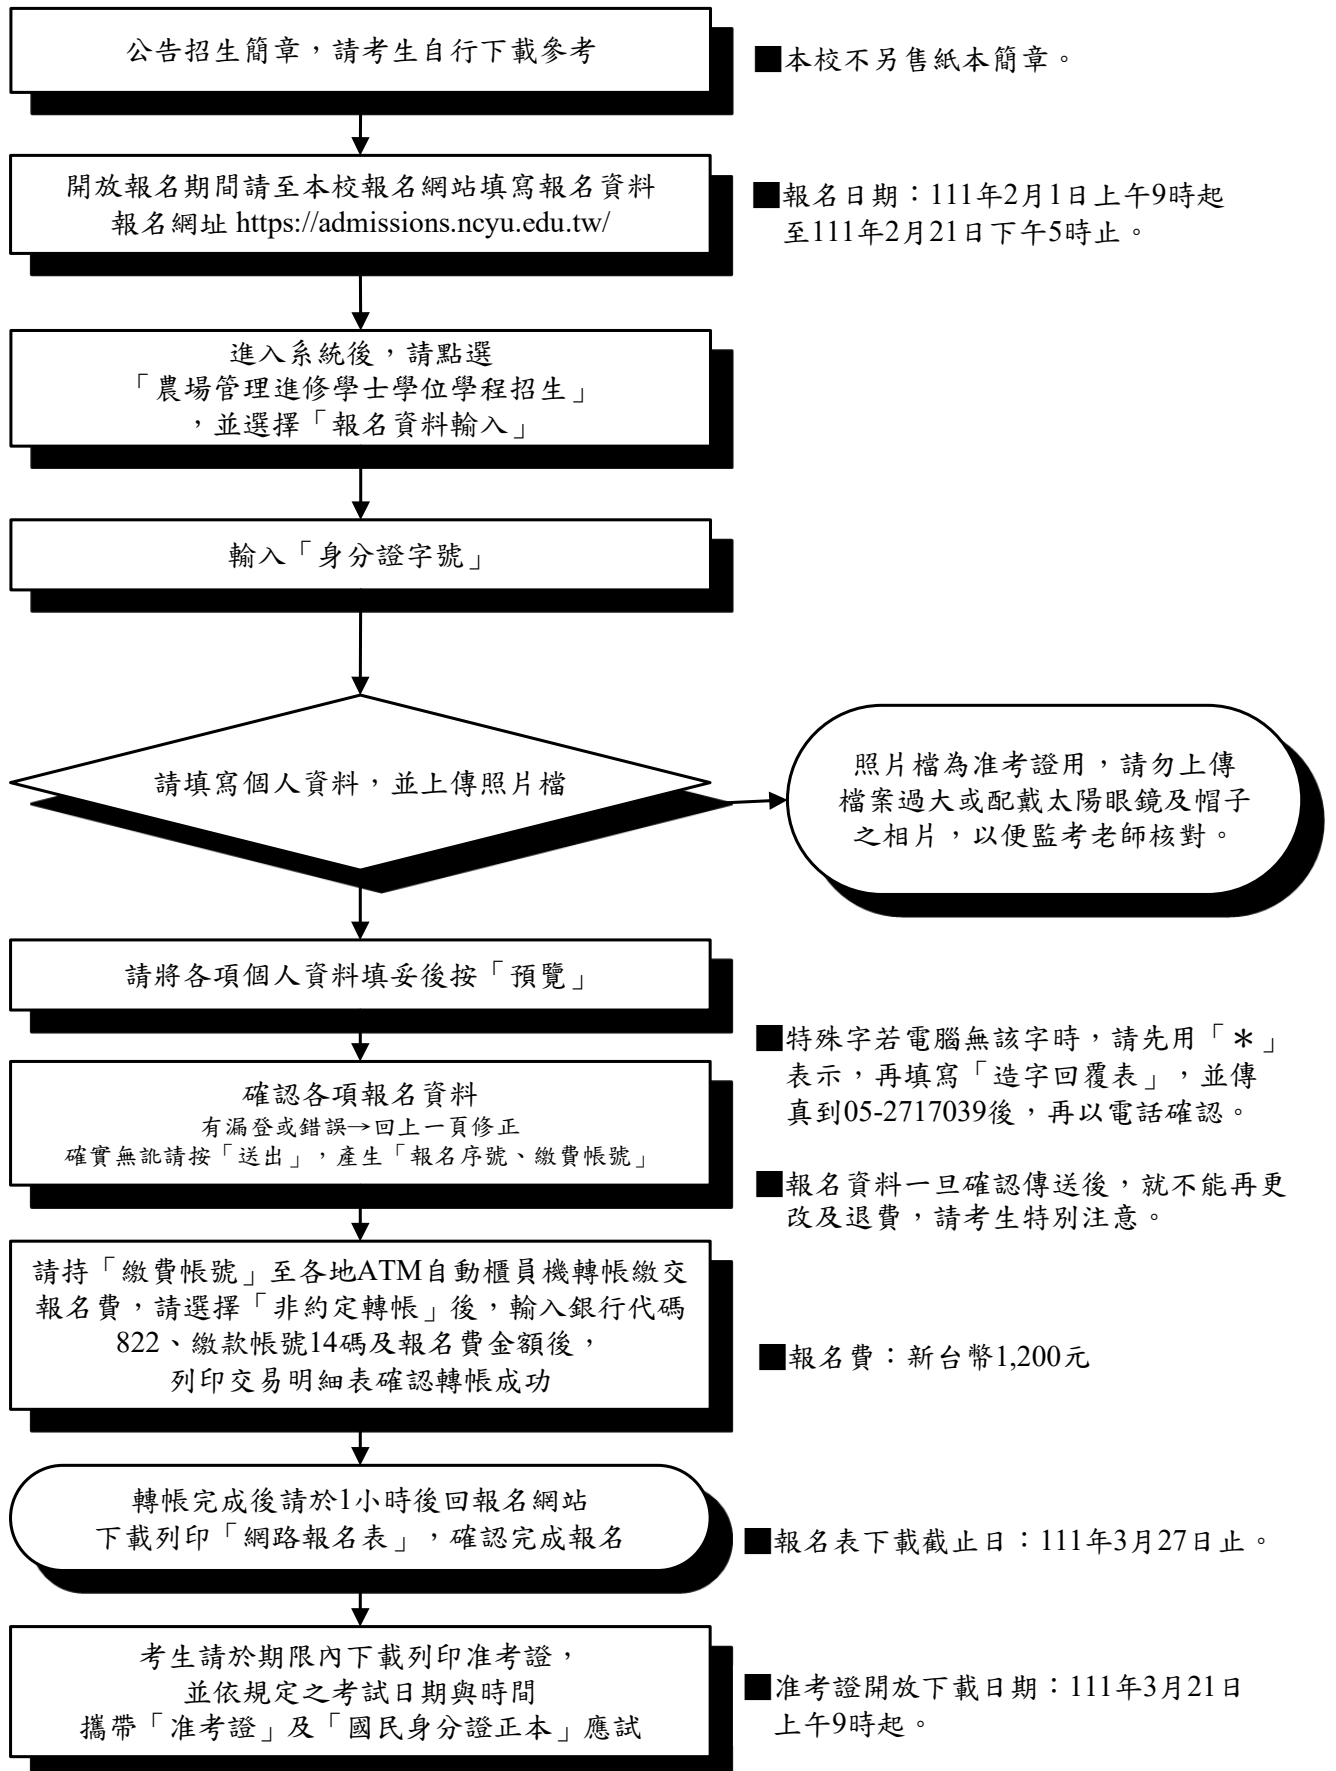 公告招生簡章，請考生自行下載參考
■本校不另售紙本簡章。
開放報名期間請至本校報名網站填寫報名資料
報名網址 https://admissions.ncyu.edu.tw/
■報名日期：111年2月1日上午9時起
至111年2月21日下午5時止。
進入系統後，請點選
「農場管理進修學士學位學程招生」
，並選擇「報名資料輸入」
輸入「身分證字號」
請填寫個人資料，並上傳照片檔
照片檔為准考證用，請勿上傳
檔案過大或配戴太陽眼鏡及帽子
之相片，以便監考老師核對。
請將各項個人資料填妥後按「預覽」
■特殊字若電腦無該字時，請先用「＊」
表示，再填寫「造字回覆表」，並傳
真到05-2717039後，再以電話確認。
確認各項報名資料
有漏登或錯誤→回上一頁修正
確實無訛請按「送出」，產生「報名序號、繳費帳號」
■報名資料一旦確認傳送後，就不能再更
改及退費，請考生特別注意。
請持「繳費帳號」至各地ATM自動櫃員機轉帳繳交
報名費，請選擇「非約定轉帳」後，輸入銀行代碼
822、繳款帳號14碼及報名費金額後，
列印交易明細表確認轉帳成功
■報名費：新台幣1,200元
轉帳完成後請於1小時後回報名網站
下載列印「網路報名表」，確認完成報名
■報名表下載截止日：111年3月27日止。
考生請於期限內下載列印准考證，
並依規定之考試日期與時間
攜帶「准考證」及「國民身分證正本」應試
■准考證開放下載日期：111年3月21日
上午9時起。